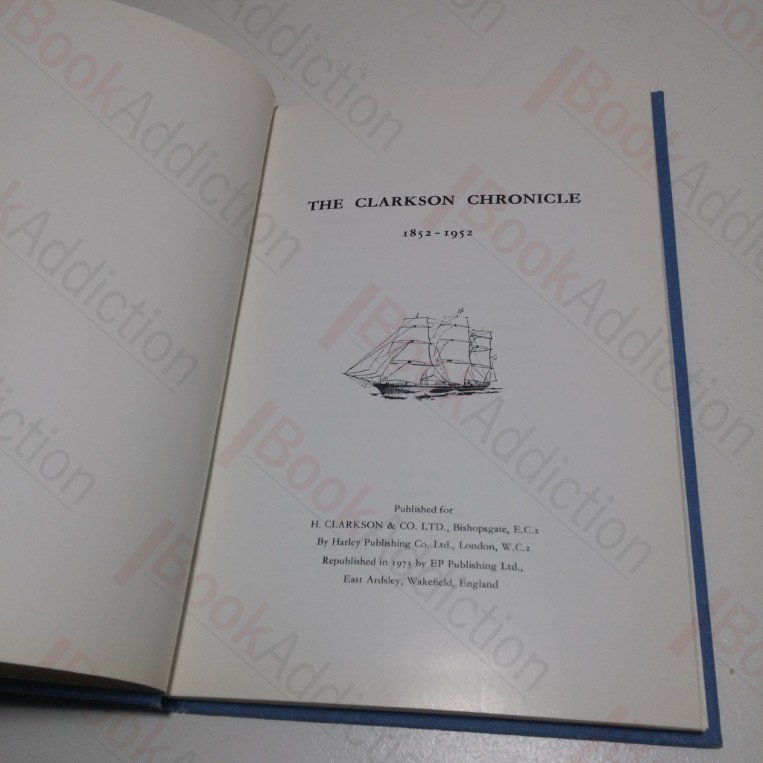 THE CLARKSON CHRONICLE
1852-1952
Published for
H. CLARKSON & CO. LTD., Bishopsgate, E.C.2
By Harley Publishing Co. Ltd., London, W.C.2
Republished in 1973 by EP Publishing Ltd.,
East Ardsley, Wakefield, England
BookAddiction